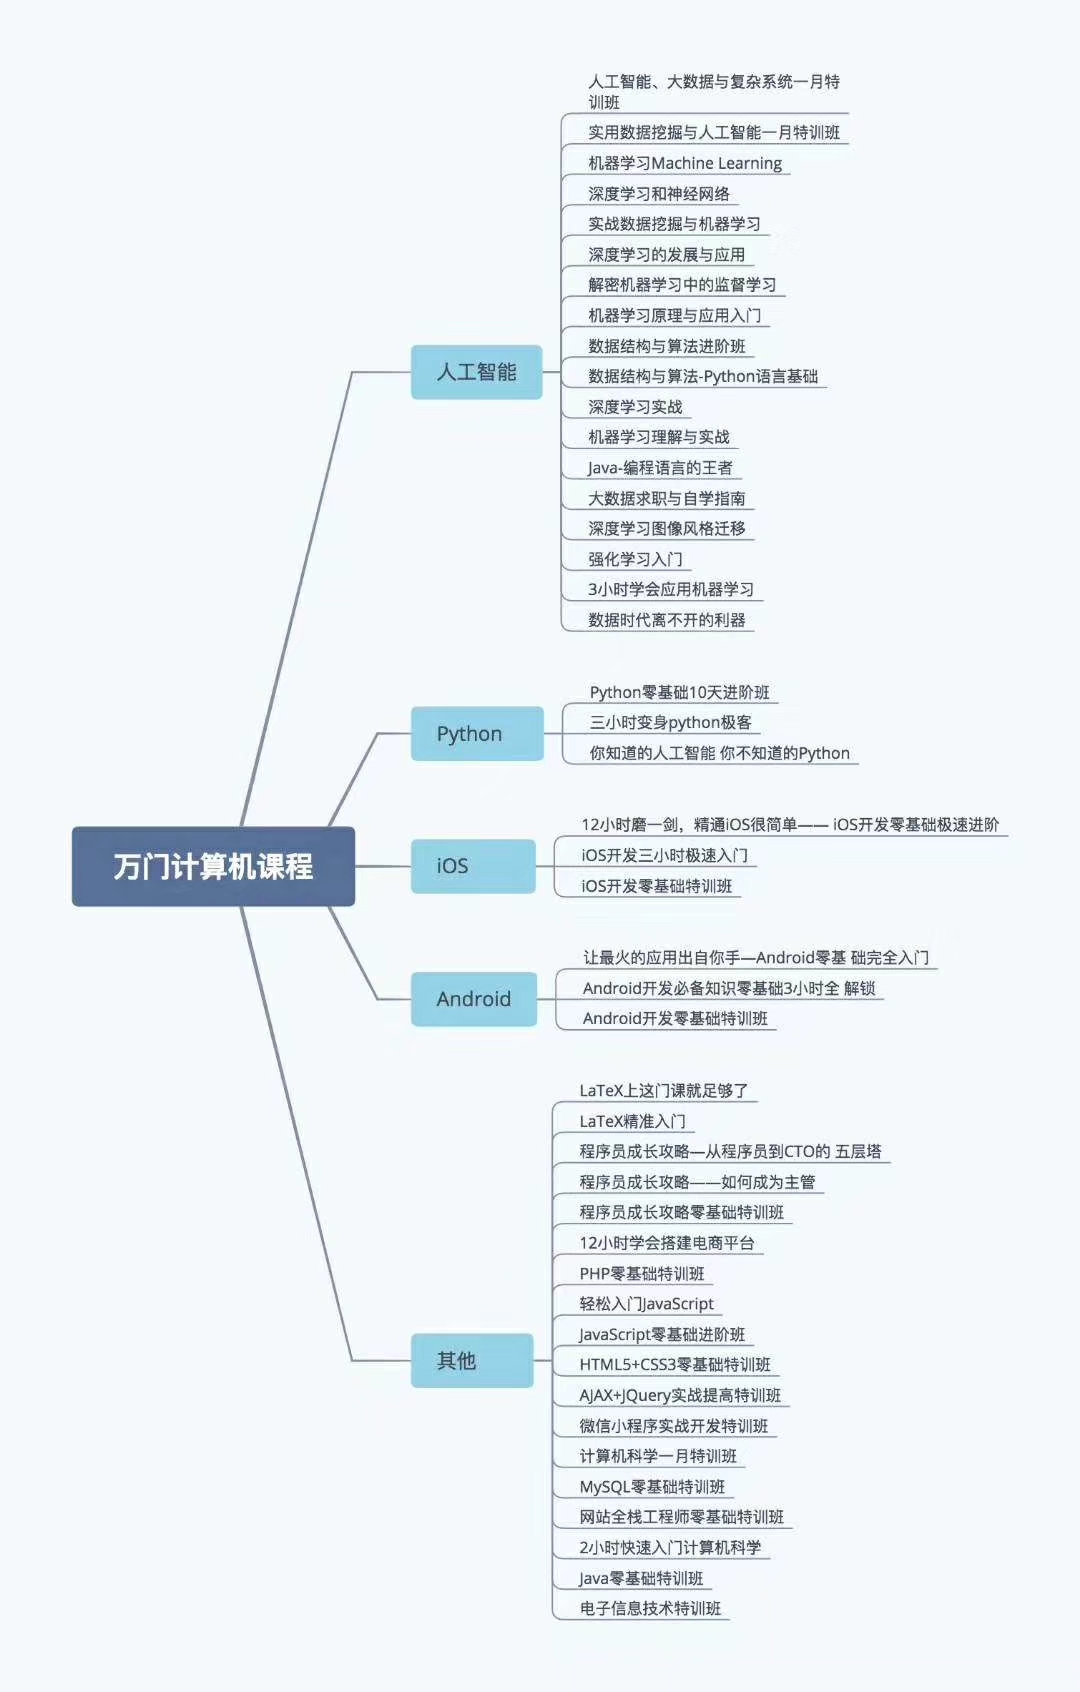 人工智能、大数据与复杂系统一月特
训班
实用数据挖掘与人工智能一月特训班
机器学习Machine Learning
深度学习和神经网络
实战数据挖掘与机器学习
深度学习的发展与应用
解密机器学习中的监督学习
机器学习原理与应用入门
数据结构与算法进阶班
人工智能
数据结构与算法-Python语言基础
深度学习实战
机器学习理解与实战
Java-编程语言的王者
大数据求职与自学指南
深度学习图像风格迁移
强化学习入门
3小时学会应用机器学习
数据时代离不开的利器
Python零基础10天进阶班
Python
三小时变身python极客
你知道的人工智能 你不知道的Python
万门计算机课程
12小时磨一剑，精通iOS很简单—— iOS开发零基础极速进阶
iOS
iOS开发三小时极速入门
iOS开发零基础特训班
让最火的应用出自你手—Android零基 础完全入门
Android
Android开发必备知识零基础3小时全 解锁
Android开发零基础特训班
LaTeX上这门课就足够了
LaTeX精准入门
程序员成长攻略—从程序员到CTO的 五层塔
程序员成长攻略——如何成为主管
程序员成长攻略零基础特训班
12小时学会搭建电商平台
PHP零基础特训班
轻松入门JavaScript
JavaScript零基础进阶班
其他
HTML5+CSS3零基础特训班
AJAX+JQuery实战提高特训班
微信小程序实战开发特训班
计算机科学一月特训班
MySQL零基础特训班
网站全栈工程师零基础特训班
2小时快速入门计算机科学
Java零基础特训班
电子信息技术特训班